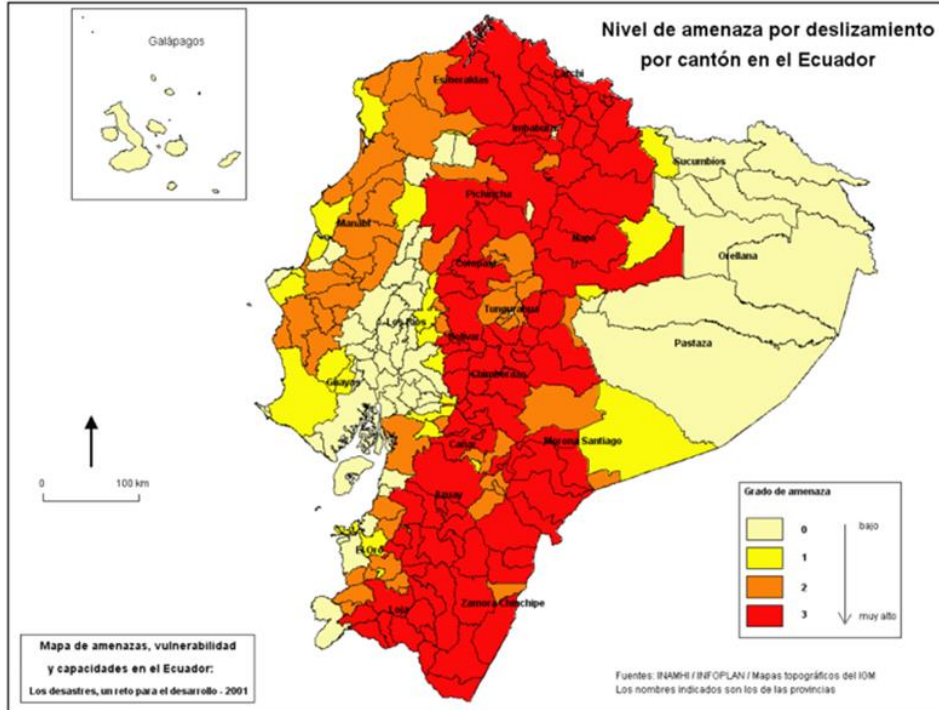 Galápagos
Nivel de amenaza por deslizamiento
por cantón en el Ecuador
Esmeraldas
Carchi
Imbabura
Sucumbíos
Pichincha
Manabí
Napo
Orellana
Cotopaxi
Tungurahua
Los Ríos
Bolívar
Pastaza
Chimborazo
Guayas
Cañar
Morona Santiago
Azuay
El Oro
Loja
Zamora Chinchipe
0 100 km
Grado de amenaza
0 bajo
1
2
3 muy alto
Mapa de amenazas, vulnerabilidad
y capacidades en el Ecuador:
Los desastres, un reto para el desarrollo - 2001
Fuentes: INAMHI / INFOPLAN / Mapas topográficos del IGM
Los nombres indicados son los de las provincias